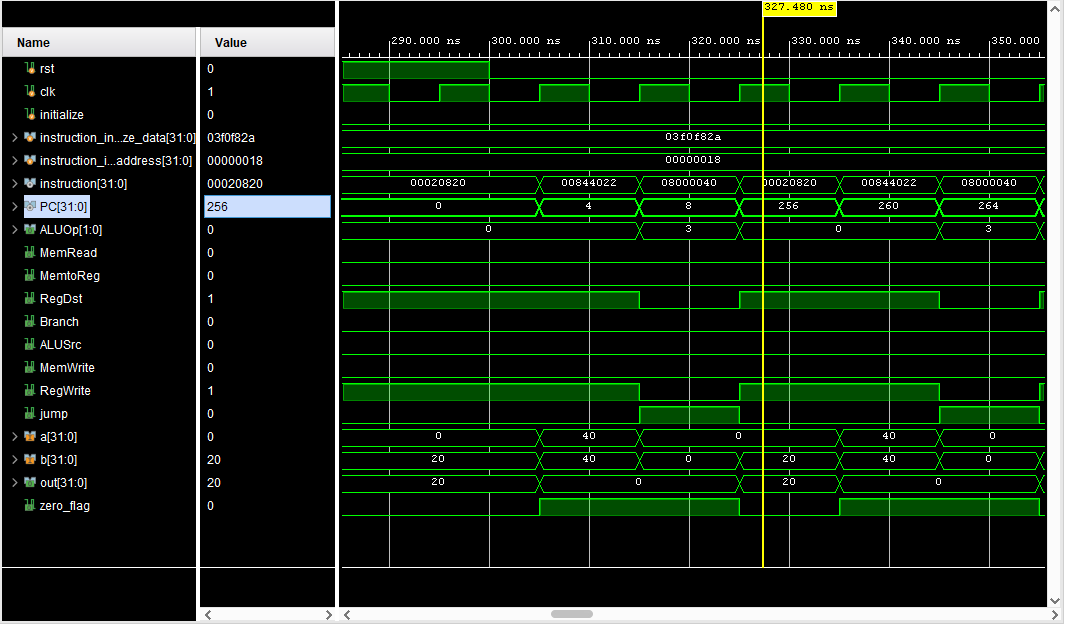 327.480 ns
Name Value
290.000 ns 300.000 ns 310.000 ns 320.000 ns 330.000 ns 340.000 ns 350.000
rst 0
clk 1
initialize 0
instruction_in...ze_data[31:0] 03f0f82a 03f0f82a
instruction_i...address[31:0] 00000018 00000018
instruction[31:0] 00020820 00020820 00844022 08000040 00020820 00844022 08000040
PC[31:0] 256 0 4 8 256 260 264
ALUOp[1:0] 0 0 3 0 3
MemRead 0
MemtoReg 0
RegDst 1
Branch 0
ALUSrc 0
MemWrite 0
RegWrite 1
jump 0
a[31:0] 0 0 40 0 40 0
b[31:0] 20 20 40 0 20 40 0
out[31:0] 20 20 0 20 0
zero_flag 0